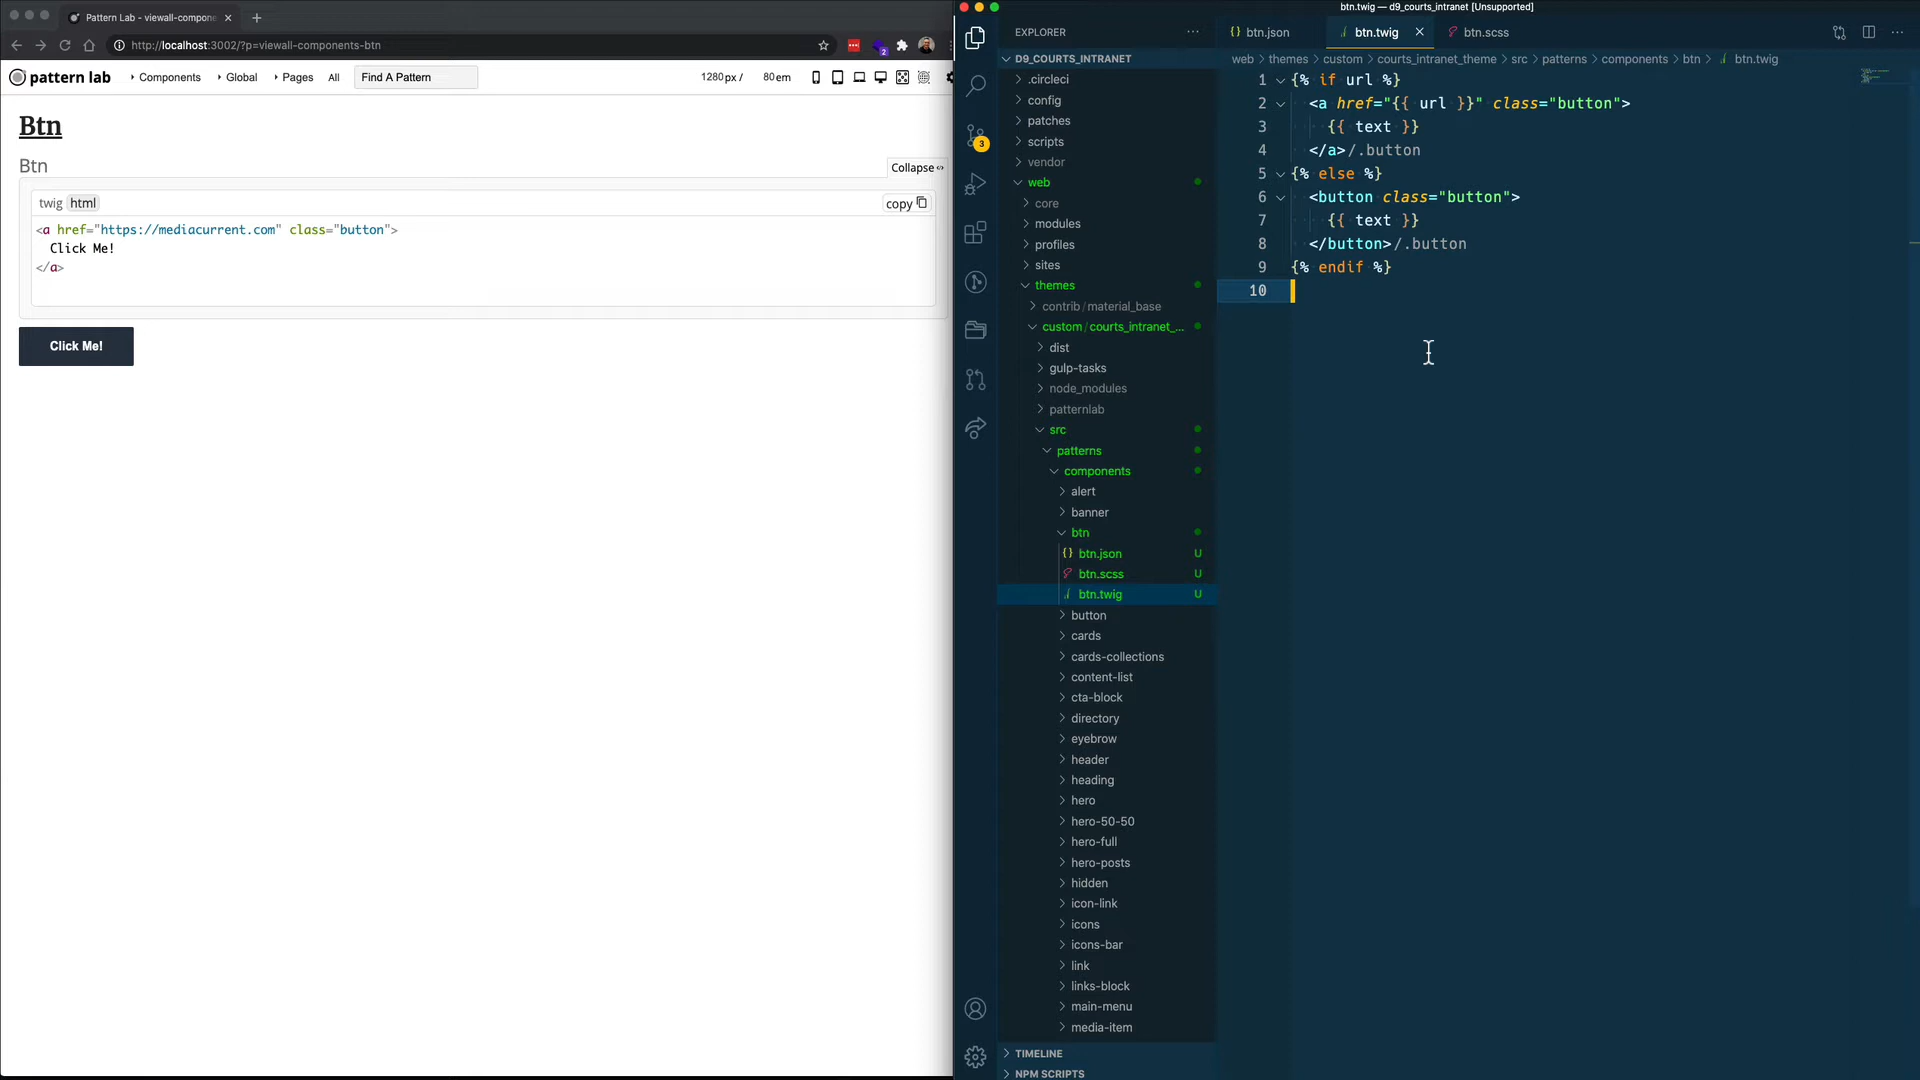 Pattern Lab - viewall-compone
http://localhost:3002/?p=viewall-components-btn
2
pattern lab
Components
Global
Pages
All
Find A Pattern
1280px /
80em
Btn
Btn
Collapse
twig html
copy
<a href="https://mediacurrent.com" class="button">
Click Me!
</a>
Click Me!
btn.twig — d9_courts_intranet [Unsupported]
EXPLORER
3
D9_COURTS_INTRANET
.circleci
config
patches
scripts
vendor
web
core
modules
profiles
sites
themes
contrib / material_base
custom / courts_intranet_...
dist
gulp-tasks
node_modules
patternlab
src
patterns
components
alert
banner
btn
{} btn.json U
btn.scss U
btn.twig U
button
cards
cards-collections
content-list
cta-block
directory
eyebrow
header
heading
hero
hero-50-50
hero-full
hero-posts
hidden
icon-link
icons
icons-bar
link
links-block
main-menu
media-item
TIMELINE
NPM SCRIPTS
{} btn.json
btn.twig
btn.scss
web > themes > custom > courts_intranet_theme > src > patterns > components > btn > btn.twig
1 {% if url %}
2 <a href="{{ url }}" class="button">
3 {{ text }}
4 </a>/.button
5 {% else %}
6 <button class="button">
7 {{ text }}
8 </button>/.button
9 {% endif %}
10